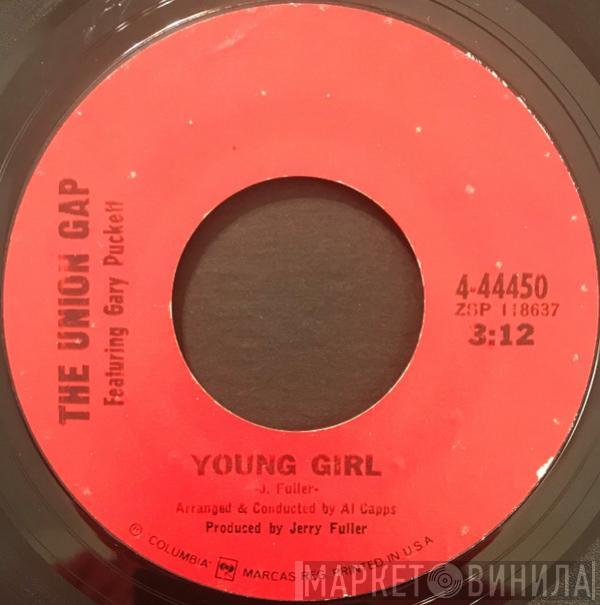 THE UNION GAP
Featuring Gary Puckett
4-44450
ZSP 118637
3:12
YOUNG GIRL
-J. Fuller-
Arranged & Conducted by Al Capps
Produced by Jerry Fuller
® COLUMBIA MARCAS REG. PRINTED IN U.S.A
МАРКЕТ ВИНИЛА